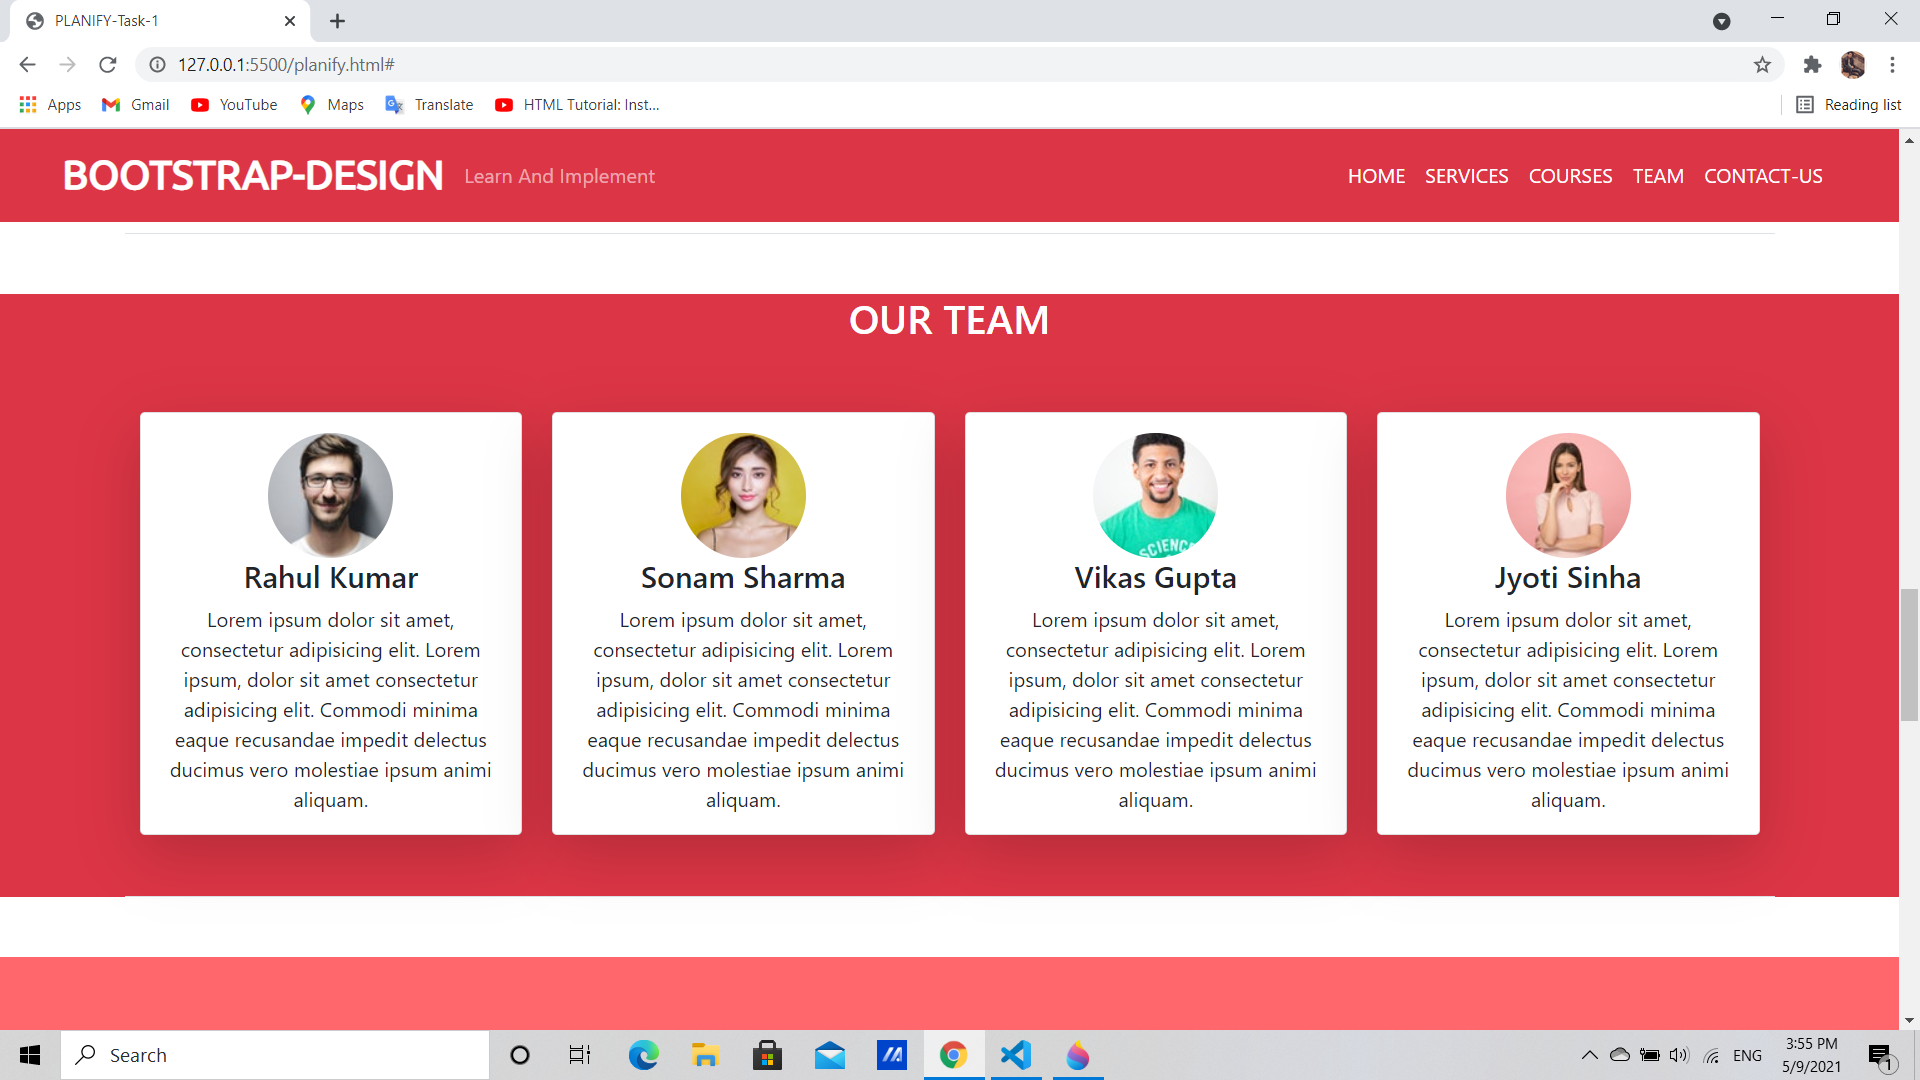 PLANIFY-Task-1
127.0.0.1:5500/planify.html#
Apps Gmail YouTube Maps Translate HTML Tutorial: Inst... Reading list
BOOTSTRAP-DESIGN Learn And Implement HOME SERVICES COURSES TEAM CONTACT-US
OUR TEAM
SCIENCE
Rahul Kumar
Lorem ipsum dolor sit amet,
consectetur adipisicing elit. Lorem
ipsum, dolor sit amet consectetur
adipisicing elit. Commodi minima
eaque recusandae impedit delectus
ducimus vero molestiae ipsum animi
aliquam.
Sonam Sharma
Lorem ipsum dolor sit amet,
consectetur adipisicing elit. Lorem
ipsum, dolor sit amet consectetur
adipisicing elit. Commodi minima
eaque recusandae impedit delectus
ducimus vero molestiae ipsum animi
aliquam.
Vikas Gupta
Lorem ipsum dolor sit amet,
consectetur adipisicing elit. Lorem
ipsum, dolor sit amet consectetur
adipisicing elit. Commodi minima
eaque recusandae impedit delectus
ducimus vero molestiae ipsum animi
aliquam.
Jyoti Sinha
Lorem ipsum dolor sit amet,
consectetur adipisicing elit. Lorem
ipsum, dolor sit amet consectetur
adipisicing elit. Commodi minima
eaque recusandae impedit delectus
ducimus vero molestiae ipsum animi
aliquam.
Search
ENG
3:55 PM
5/9/2021
1